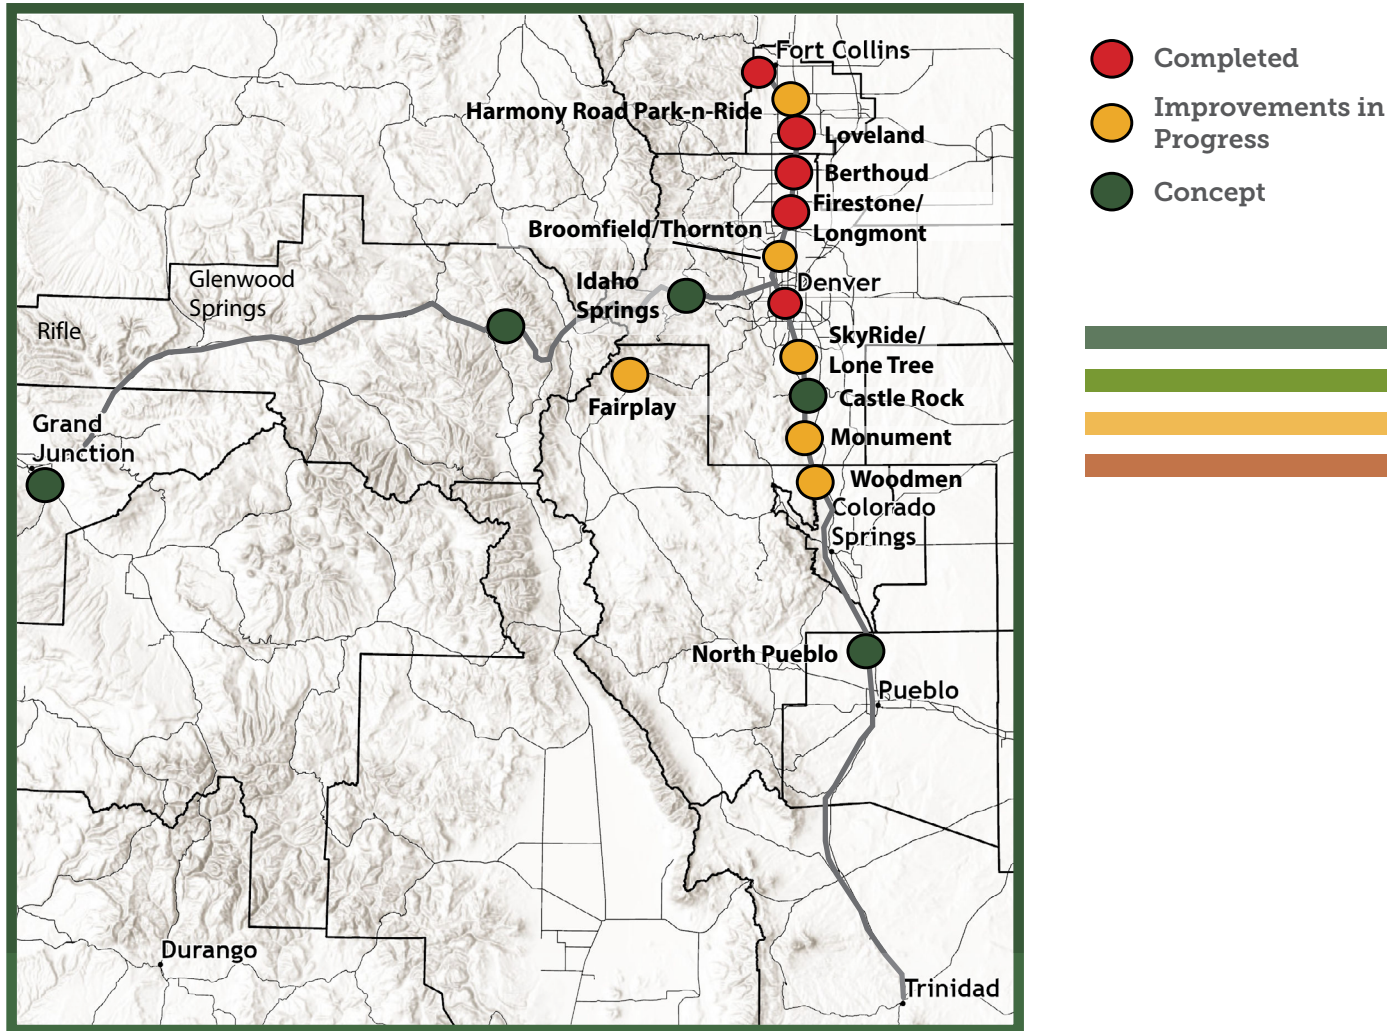 Fort Collins
Harmony Road Park-n-Ride
Loveland
Berthoud
Firestone/
Longmont
Broomfield/Thornton
Denver
Idaho
Springs
Glenwood
Springs
Rifle
SkyRide/
Lone Tree
Fairplay
Castle Rock
Grand
Junction
Monument
Woodmen
Colorado
Springs
North Pueblo
Pueblo
Durango
Trinidad
Completed
Improvements in
Progress
Concept